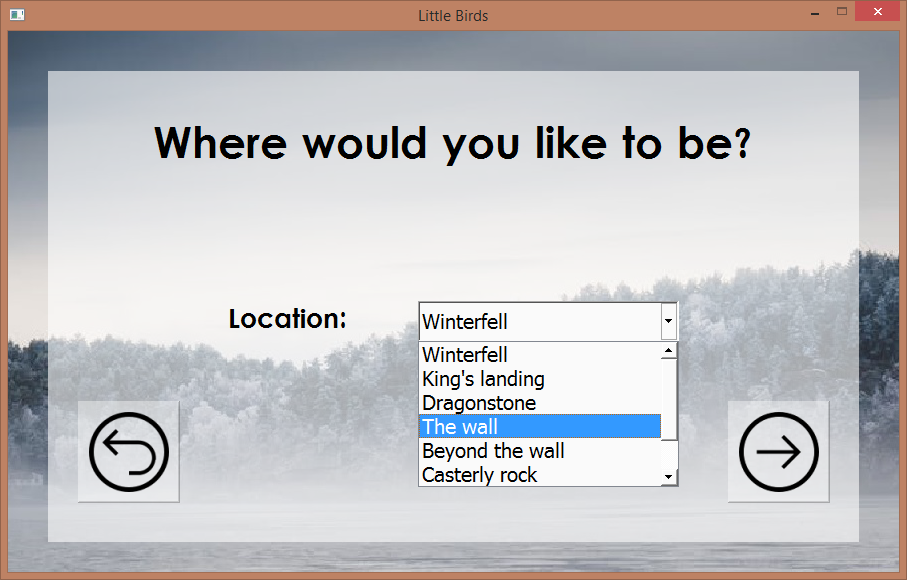 Little Birds
Where would you like to be?
Location:
Winterfell
Winterfell
King's landing
Dragonstone
The wall
Beyond the wall
Casterly rock